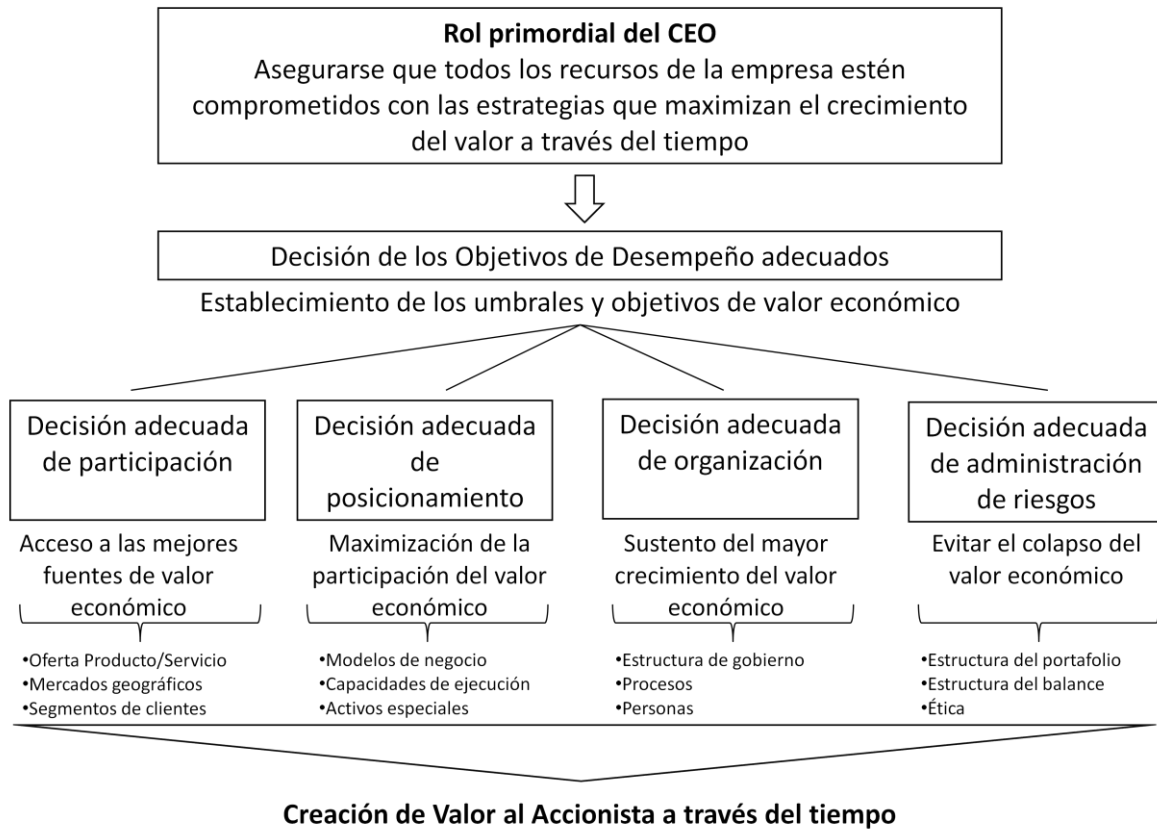 Rol primordial del CEO
Asegurarse que todos los recursos de la empresa estén
comprometidos con las estrategias que maximizan el crecimiento
del valor a través del tiempo
Decisión de los Objetivos de Desempeño adecuados
Establecimiento de los umbrales y objetivos de valor económico
Decisión adecuada
de participación
Acceso a las mejores
fuentes de valor
económico
•Oferta Producto/Servicio
•Mercados geográficos
•Segmentos de clientes
Decisión adecuada
de
posicionamiento
Maximización de la
participación del valor
económico
•Modelos de negocio
•Capacidades de ejecución
•Activos especiales
Decisión adecuada
de organización
Sustento del mayor
crecimiento del valor
económico
•Estructura de gobierno
•Procesos
•Personas
Decisión adecuada
de administración
de riesgos
Evitar el colapso del
valor económico
•Estructura del portafolio
•Estructura del balance
•Ética
Creación de Valor al Accionista a través del tiempo